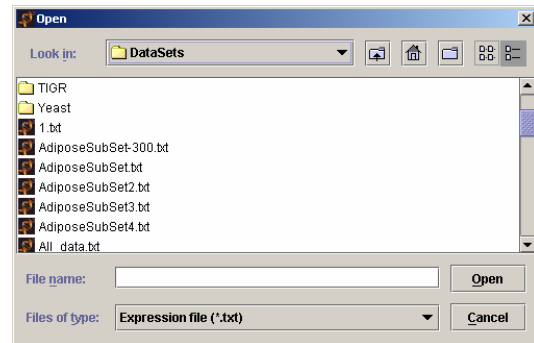 Open
Look in: DataSets
TIGR
Yeast
1.txt
AdiposeSubSet-300.txt
AdiposeSubSet.txt
AdiposeSubSet2.txt
AdiposeSubSet3.txt
AdiposeSubSet4.txt
All_data.txt
File name: Open
Files of type: Expression file (*.txt) Cancel